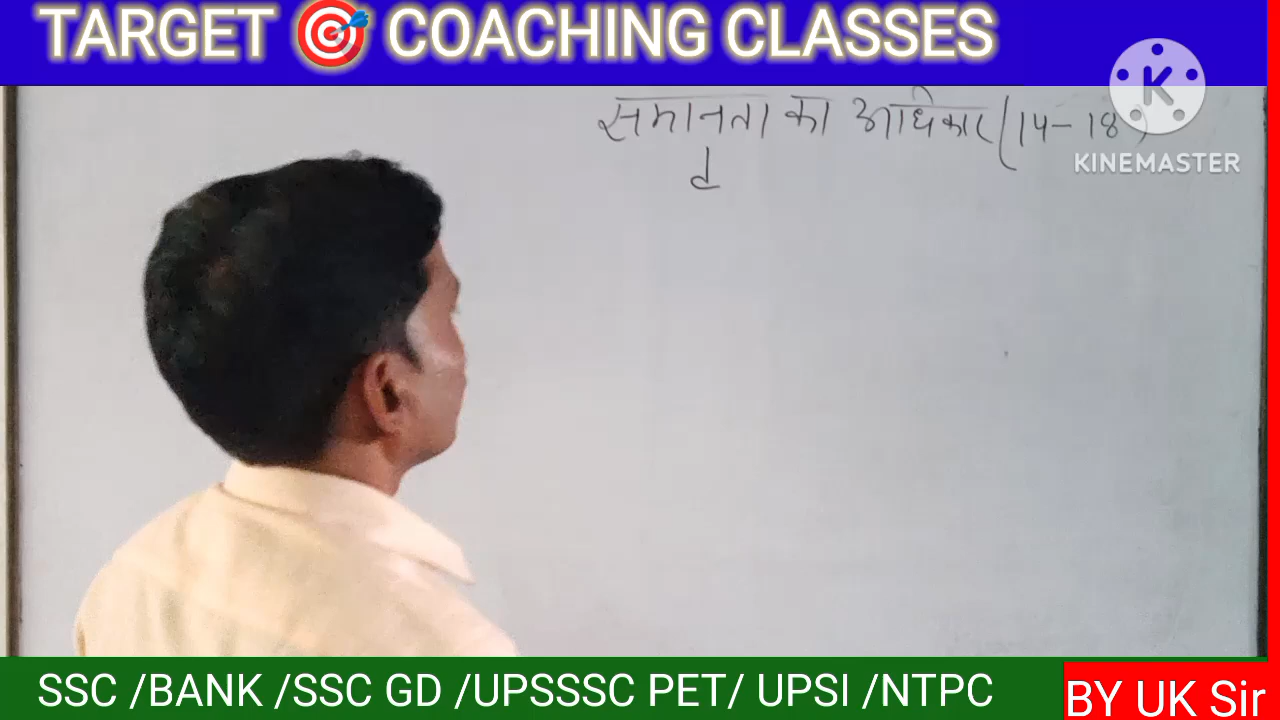 TARGET 🎯 COACHING CLASSES
समानता का अधिकार (14-18)
K
KINEMASTER
SSC /BANK /SSC GD /UPSSSC PET/ UPSI /NTPC
BY UK Sir